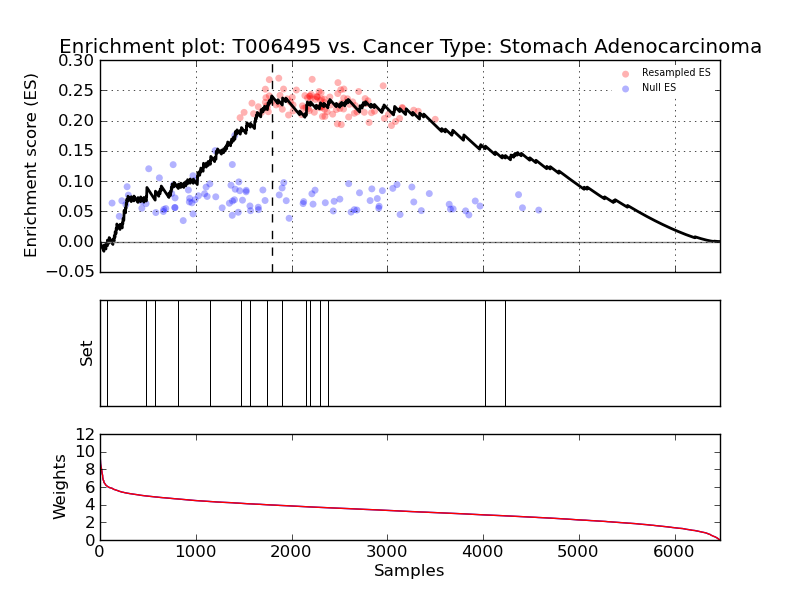 Enrichment plot: T006495 vs. Cancer Type: Stomach Adenocarcinoma
Enrichment score (ES)
0.30
0.25
0.20
0.15
0.10
0.05
0.00
−0.05
Resampled ES
Null ES
Set
Weights
12
10
8
6
4
2
0
0 1000 2000 3000 4000 5000 6000
Samples